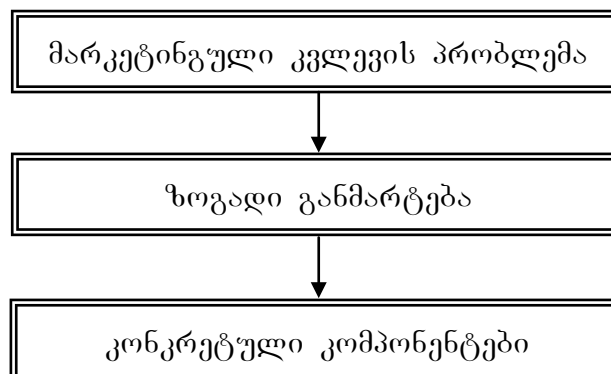 მარკეტინგული კვლევის პრობლემა
ზოგადი განმარტება
კონკრეტული კომპონენტები